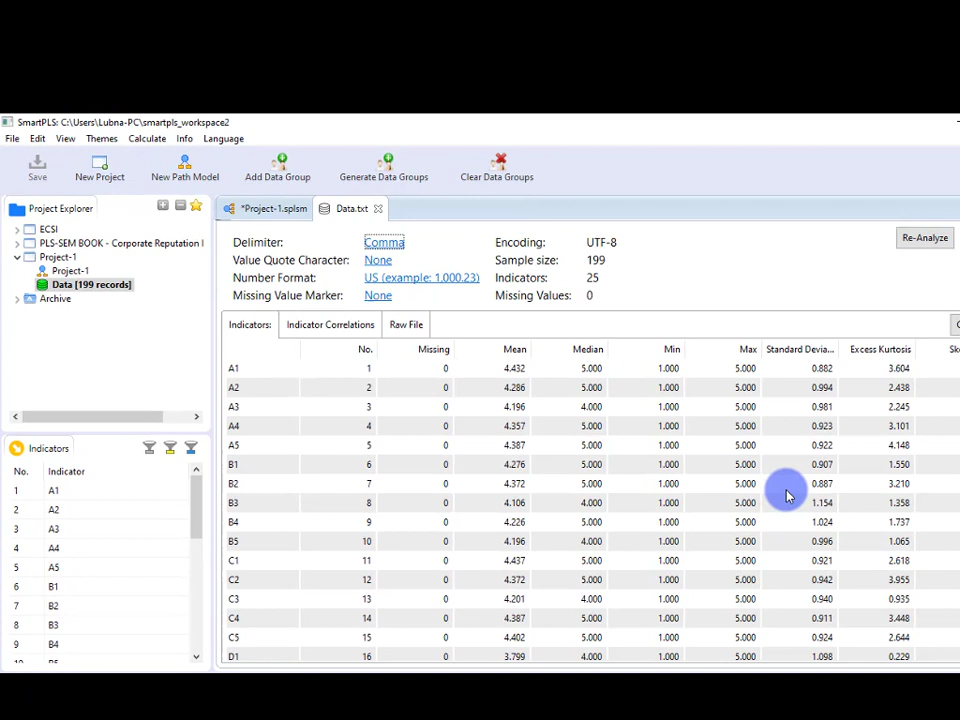 SmartPLS: C:\Users\Lubna-PC\smartpls_workspace2
File Edit View Themes Calculate Info Language
Save New Project New Path Model Add Data Group Generate Data Groups Clear Data Groups
Project Explorer
ECSI
PLS-SEM BOOK - Corporate Reputation
Project-1
Project-1
Data [199 records]
Archive
Indicators
No. Indicator
1 A1
2 A2
3 A3
4 A4
5 A5
6 B1
7 B2
8 B3
9 B4
*Project-1.splsm Data.txt
Delimiter: Comma Encoding: UTF-8 Re-Analyze
Value Quote Character: None Sample size: 199
Number Format: US (example: 1,000.23) Indicators: 25
Missing Value Marker: None Missing Values: 0
Indicators: Indicator Correlations Raw File
No. Missing Mean Median Min Max Standard Devia... Excess Kurtosis
A1 1 0 4.432 5.000 1.000 5.000 0.882 3.604
A2 2 0 4.286 5.000 1.000 5.000 0.994 2.438
A3 3 0 4.196 4.000 1.000 5.000 0.981 2.245
A4 4 0 4.357 5.000 1.000 5.000 0.923 3.101
A5 5 0 4.387 5.000 1.000 5.000 0.922 4.148
B1 6 0 4.276 5.000 1.000 5.000 0.907 1.550
B2 7 0 4.372 5.000 1.000 5.000 0.887 3.210
B3 8 0 4.106 4.000 1.000 5.000 1.154 1.358
B4 9 0 4.226 5.000 1.000 5.000 1.024 1.737
B5 10 0 4.196 4.000 1.000 5.000 0.996 1.065
C1 11 0 4.437 5.000 1.000 5.000 0.921 2.618
C2 12 0 4.372 5.000 1.000 5.000 0.942 3.955
C3 13 0 4.201 4.000 1.000 5.000 0.940 0.935
C4 14 0 4.387 5.000 1.000 5.000 0.911 3.448
C5 15 0 4.402 5.000 1.000 5.000 0.924 2.644
D1 16 0 3.799 4.000 1.000 5.000 1.098 0.229